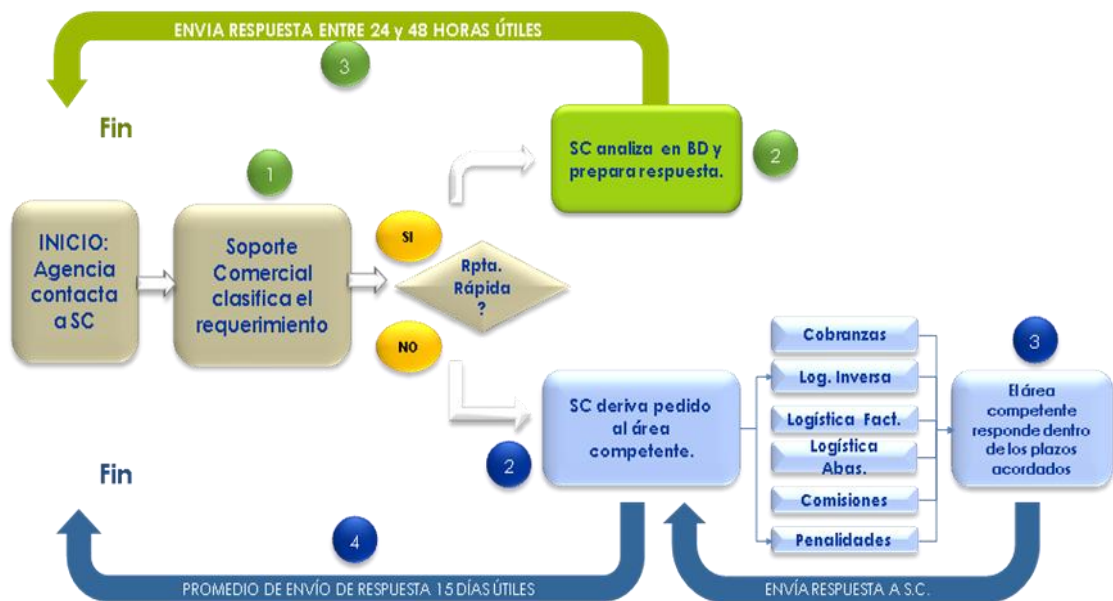 ENVIA RESPUESTA ENTRE 24 y 48 HORAS ÚTILES
3
Fin
1
SC analiza en BD y
prepara respuesta.
2
INICIO:
Agencia
contacta
a SC
Soporte
Comercial
clasifica el
requerimiento
SI
Rpta.
Rápida
?
NO
Cobranzas
Log. Inversa
Logística Fact.
Logística
Abas.
Comisiones
Penalidades
3
El área
competente
responde dentro
de los plazos
acordados
SC deriva pedido
al área
competente.
2
Fin
4
PROMEDIO DE ENVÍO DE RESPUESTA 15 DÍAS ÚTILES
ENVÍA RESPUESTA A S.C.